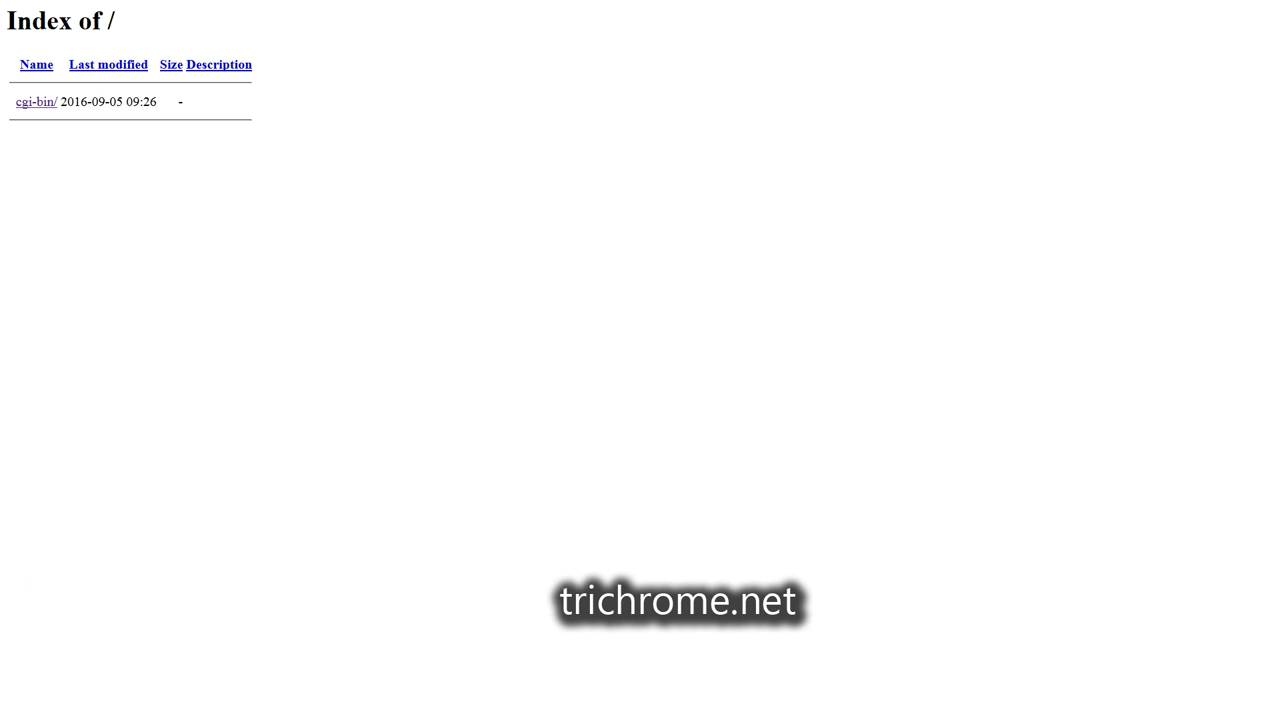 Index of /
Name Last modified Size Description
cgi-bin/ 2016-09-05 09:26 -
trichrome.net